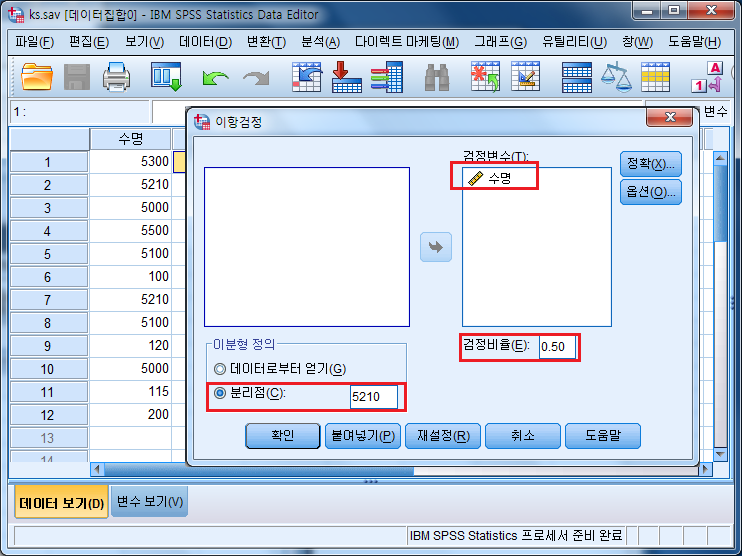 ks.sav [데이터집합0] - IBM SPSS Statistics Data Editor
파일(F) 편집(E) 보기(V) 데이터(D) 변환(T) 분석(A) 다이렉트 마케팅(M) 그래프(G) 유틸리티(U) 창(W) 도움말(H)
1 : 변수
이항검정
수명
1 5300
2 5210
3 5000
4 5500
5 5100
6 100
7 5210
8 5100
9 120
10 5000
11 115
12 200
13
14
검정변수(T):
수명
정확(X)...
옵션(O)...
이분형 정의
데이터로부터 얻기(G)
분리점(C): 5210
검정비율(E): 0.50
확인 붙여넣기(P) 재설정(R) 취소 도움말
데이터 보기(D) 변수 보기(V)
IBM SPSS Statistics 프로세서 준비 완료